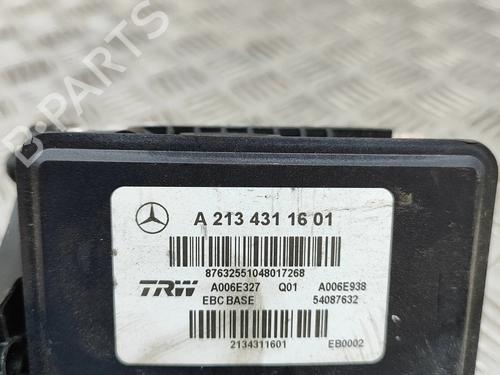 B-PARTS
A 213 431 16 01
87632551048017268
TRW A006E327 Q01 A006E938
EBC BASE 54087632
2134311601 EB0002